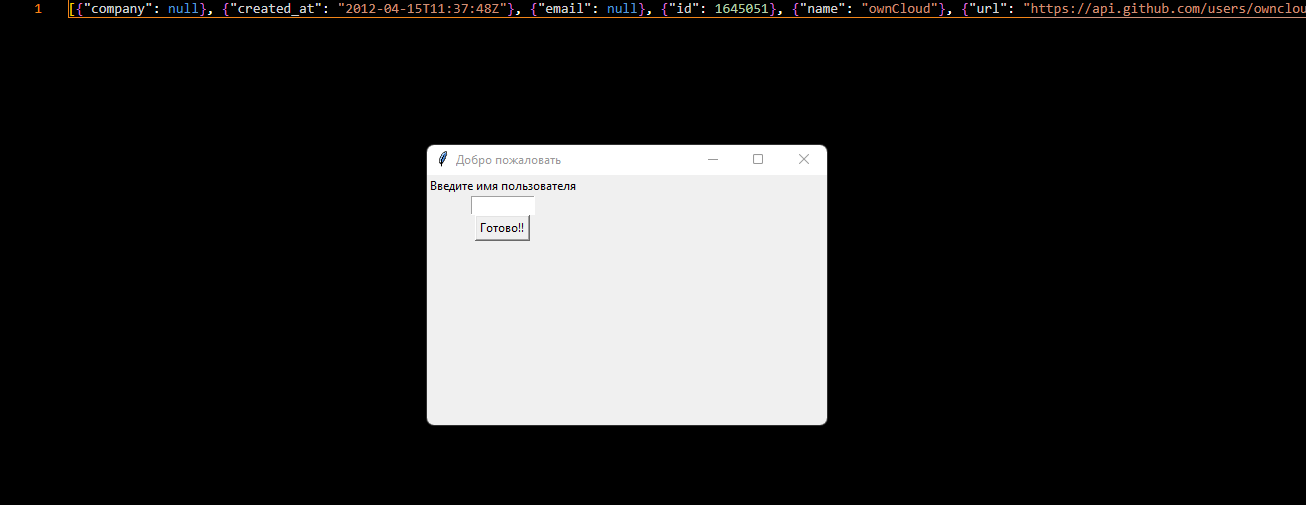 1 [{"company": null}, {"created_at": "2012-04-15T11:37:48Z"}, {"email": null}, {"id": 1645051}, {"name": "ownCloud"}, {"url": "https://api.github.com/users/ownclou
Добро пожаловать
Введите имя пользователя
Готово!!